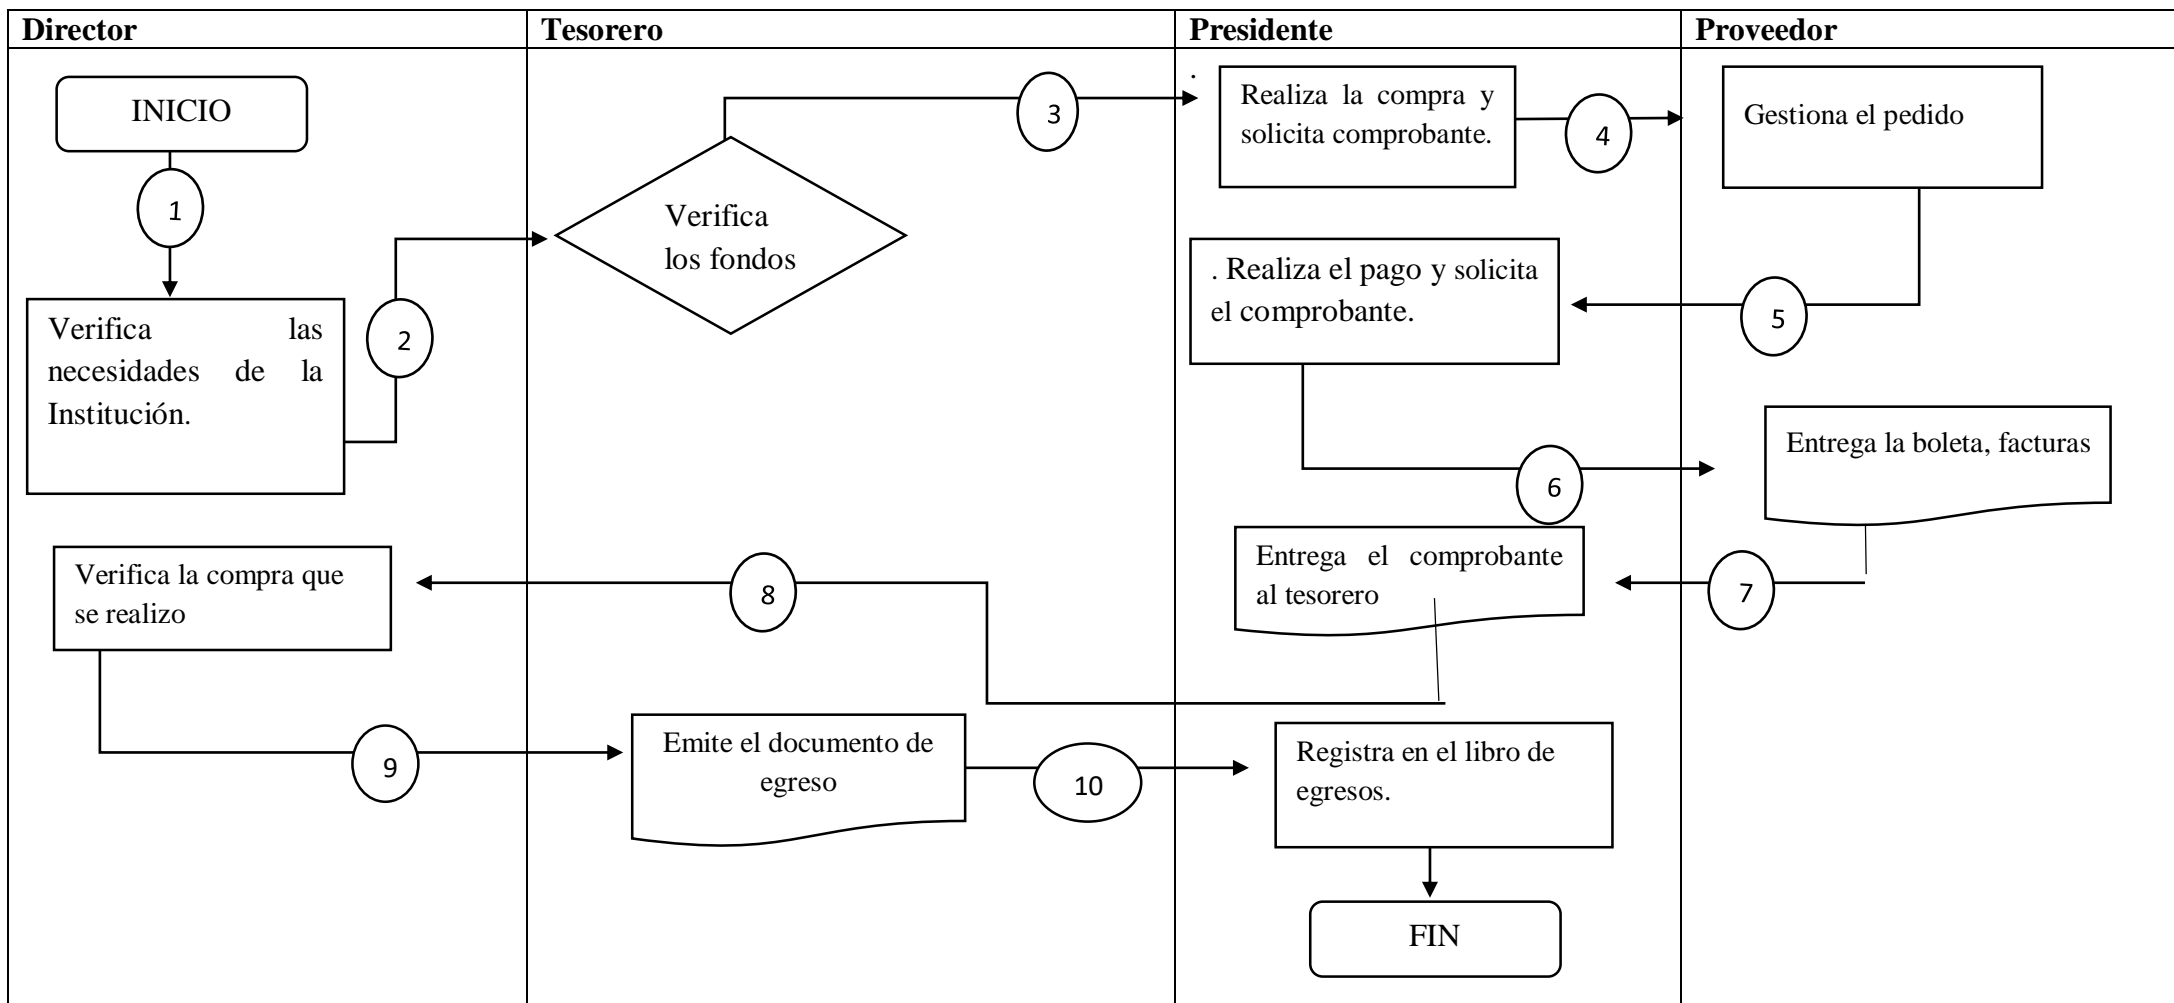 Director
Tesorero
Presidente
Proveedor
INICIO
1
Verifica las
necesidades de la
Institución.
2
Verifica
los fondos
3
.
Realiza la compra y
solicita comprobante.
4
Gestiona el pedido
5
. Realiza el pago y solicita
el comprobante.
6
Entrega la boleta, facturas
7
Entrega el comprobante
al tesorero
8
Verifica la compra que
se realizo
9
Emite el documento de
egreso
10
Registra en el libro de
egresos.
FIN